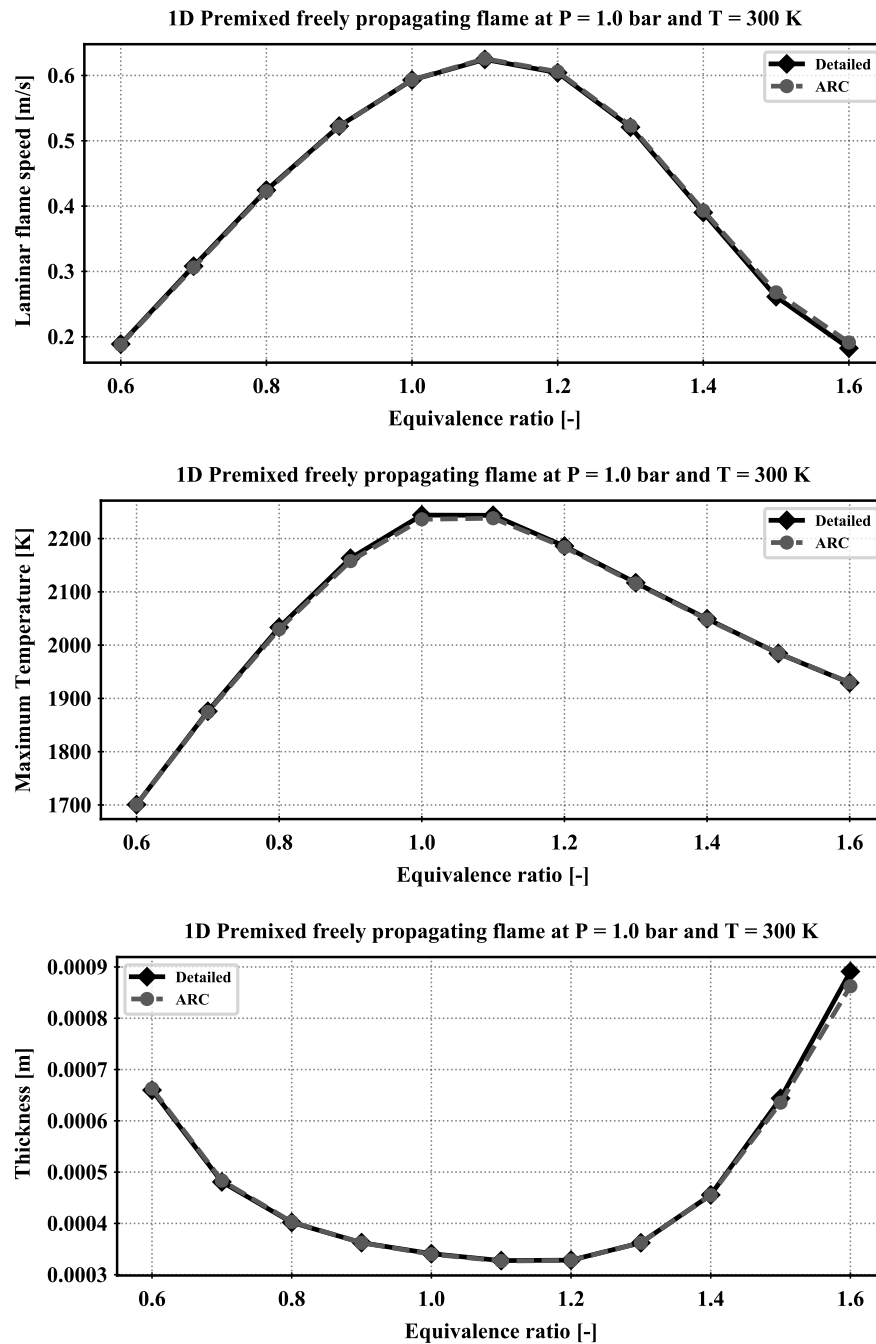 1D Premixed freely propagating flame at P = 1.0 bar and T = 300 K
Laminar flame speed [m/s]
0.6
0.5
0.4
0.3
0.2
Detailed
ARC
0.6 0.8 1.0 1.2 1.4 1.6
Equivalence ratio [-]
1D Premixed freely propagating flame at P = 1.0 bar and T = 300 K
Maximum Temperature [K]
2200
2100
2000
1900
1800
1700
Detailed
ARC
0.6 0.8 1.0 1.2 1.4 1.6
Equivalence ratio [-]
1D Premixed freely propagating flame at P = 1.0 bar and T = 300 K
Thickness [m]
0.0009
0.0008
0.0007
0.0006
0.0005
0.0004
0.0003
Detailed
ARC
0.6 0.8 1.0 1.2 1.4 1.6
Equivalence ratio [-]